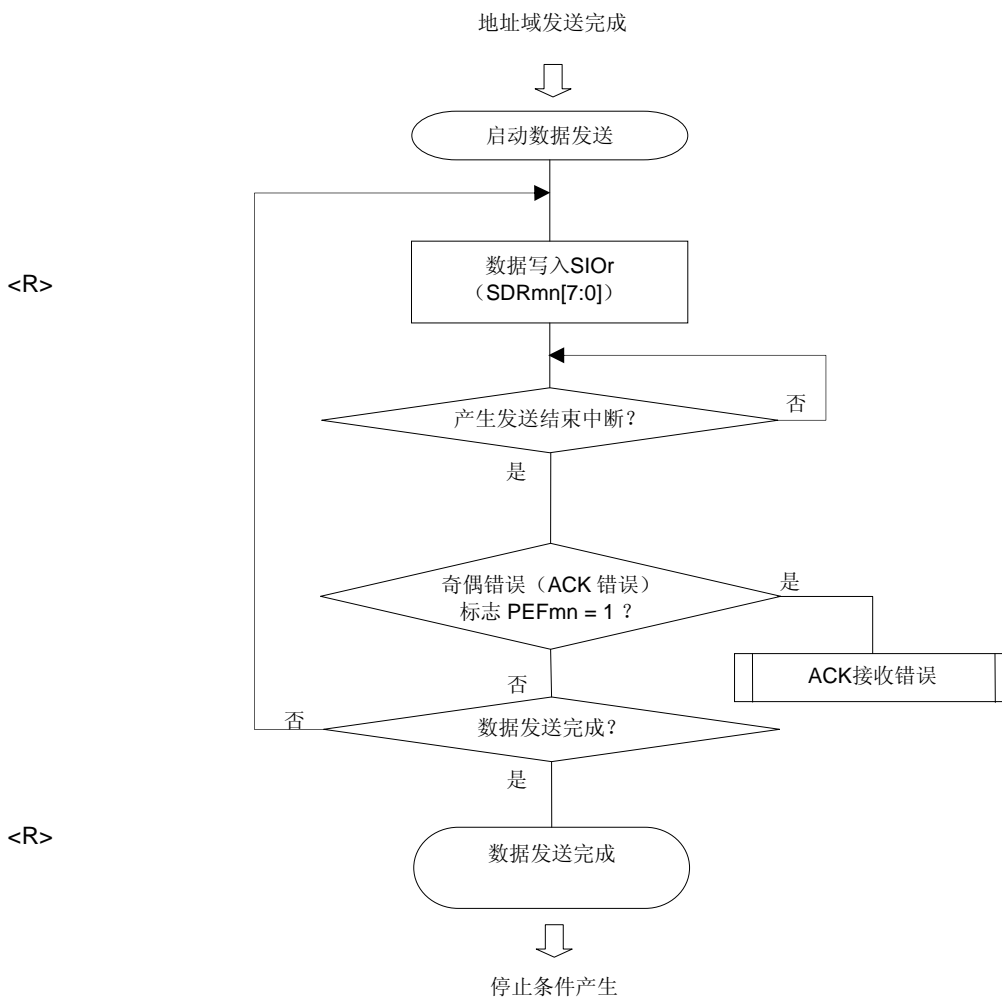 地址域发送完成
启动数据发送
<R>
数据写入SIOr
（SDRmn[7:0]）
产生发送结束中断？
否
是
奇偶错误（ACK 错误）
标志 PEFmn = 1 ？
是
ACK接收错误
否
数据发送完成？
否
是
<R>
数据发送完成
停止条件产生